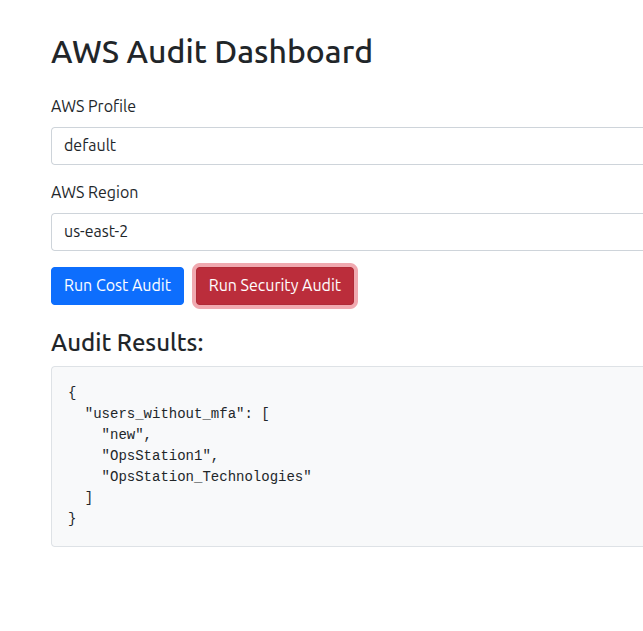 AWS Audit Dashboard
AWS Profile
default
AWS Region
us-east-2
Run Cost Audit Run Security Audit
Audit Results:
{
  "users_without_mfa": [
    "new",
    "OpsStation1",
    "OpsStation_Technologies"
  ]
}